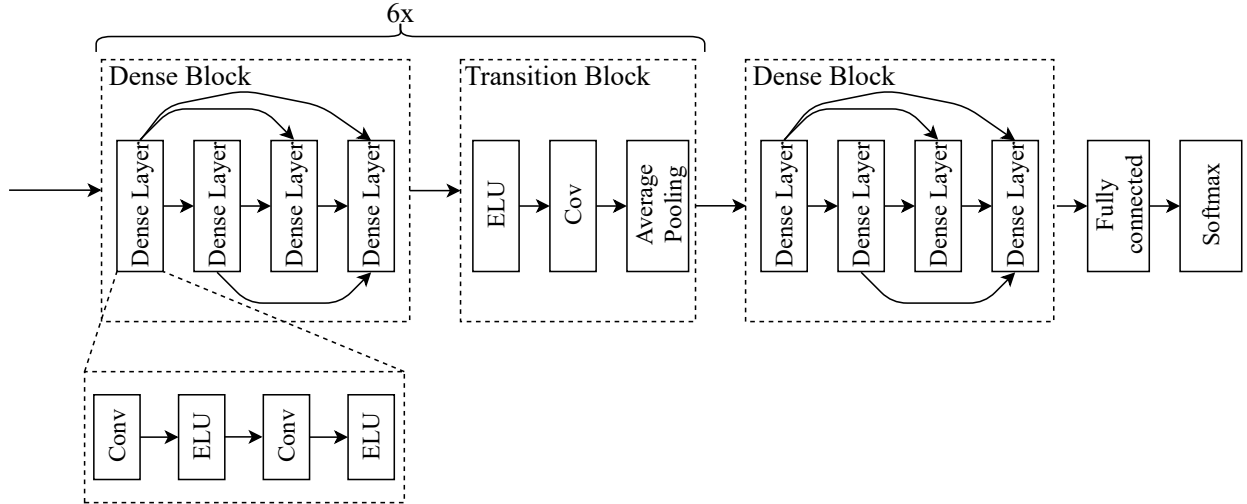 6x
Dense Block
Dense Layer
Dense Layer
Dense Layer
Dense Layer
Transition Block
ELU
Cov
Average
Pooling
Dense Block
Dense Layer
Dense Layer
Dense Layer
Dense Layer
Fully
connected
Softmax
Conv
ELU
Conv
ELU